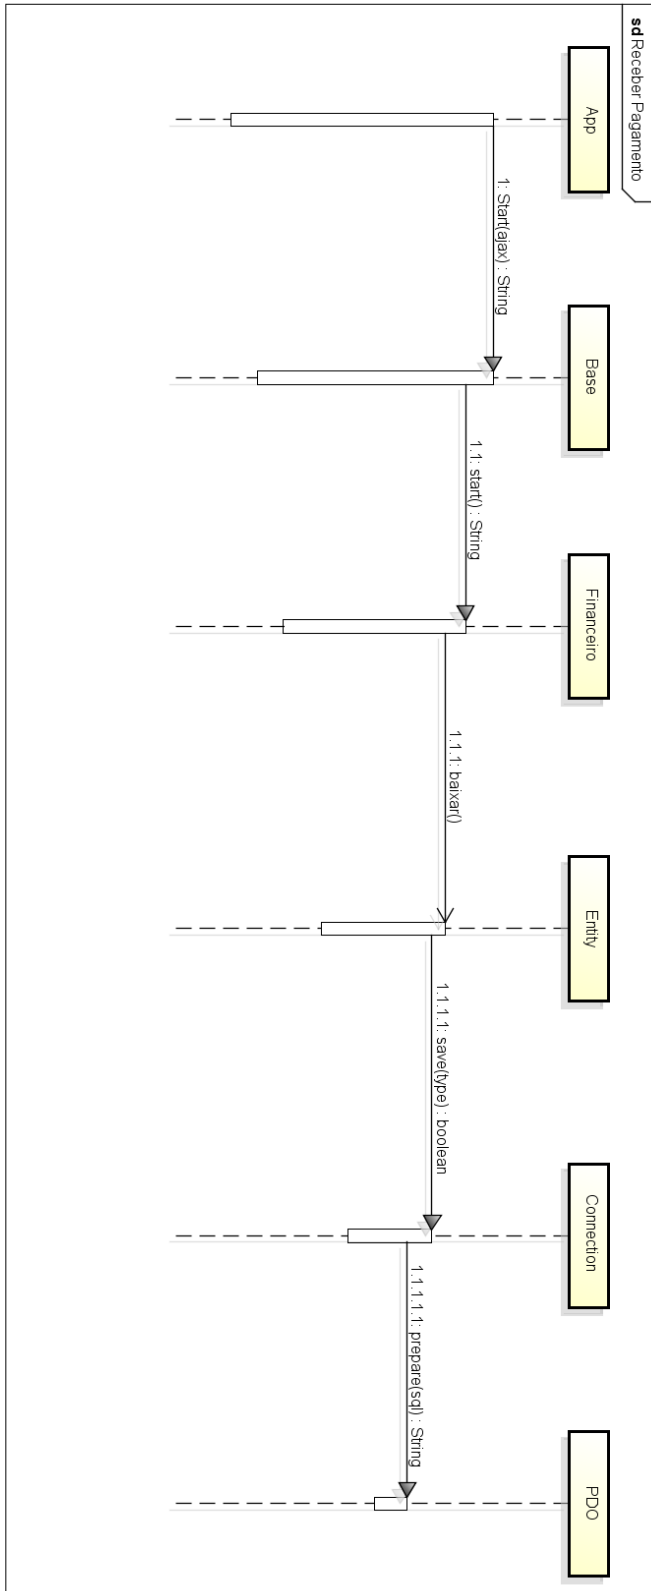 sd Receber Pagamento
App
Base
Financeiro
Entity
Connection
PDO
1: Start(ajax) : String
1.1: start() : String
1.1.1: baixar()
1.1.1.1: save(type) : boolean
1.1.1.1.1: prepare(sql) : String